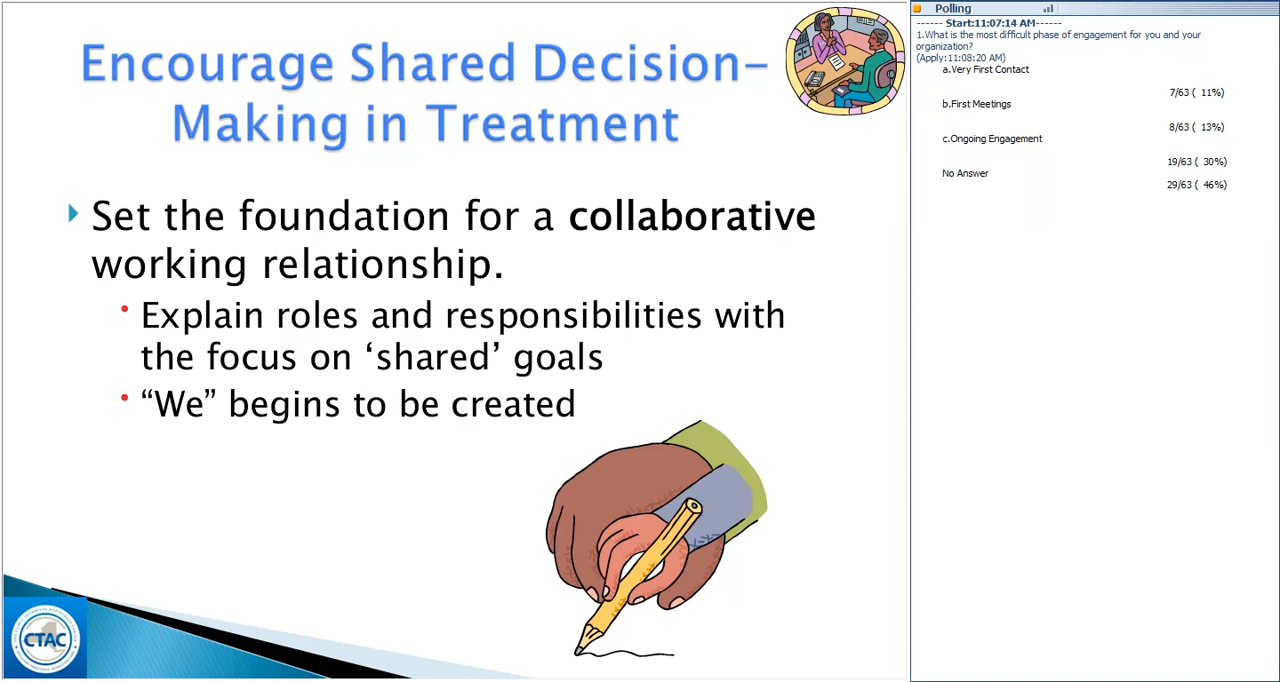 Encourage Shared Decision-
Making in Treatment
Set the foundation for a collaborative
working relationship.
Explain roles and responsibilities with
the focus on ‘shared’ goals
“We” begins to be created
CTAC
Polling
------ Start:11:07:14 AM------
1.What is the most difficult phase of engagement for you and your
organization?
(Apply:11:08:20 AM)
a.Very First Contact
7/63 ( 11%)
b.First Meetings
8/63 ( 13%)
c.Ongoing Engagement
19/63 ( 30%)
No Answer
29/63 ( 46%)